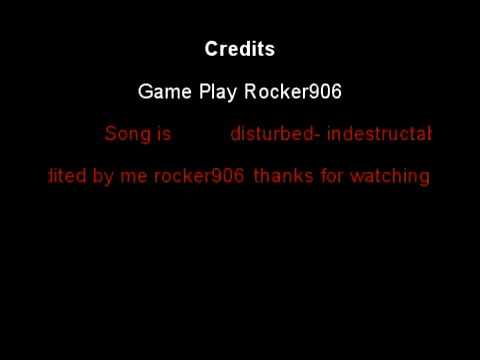 Credits
Game Play Rocker906
Song is disturbed- indestructab
dited by me rocker906 thanks for watching